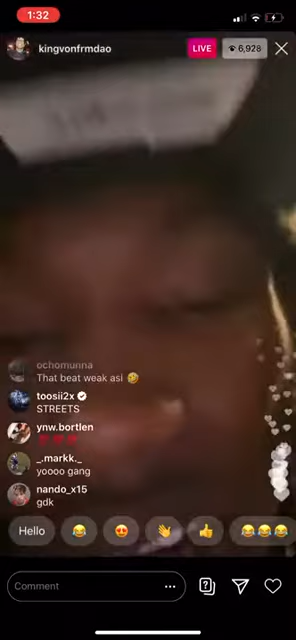 1:32
kingvonfrmdao
LIVE
6,928
ochomunna
That beat weak asi 🤣
toosii2x
STREETS
ynw.bortlen
_.markk._
yoooo gang
nando_x15
gdk
Hello
Comment